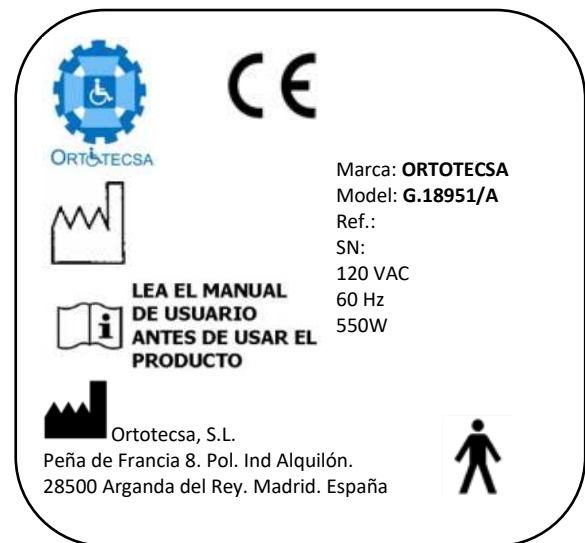 CE
ORTOTECSA
Marca: ORTOTECSA
Model: G.18951/A
Ref.:
SN:
120 VAC
60 Hz
550W
LEA EL MANUAL
DE USUARIO
ANTES DE USAR EL
PRODUCTO
Ortotecsa, S.L.
Peña de Francia 8. Pol. Ind Alquilón.
28500 Arganda del Rey. Madrid. España